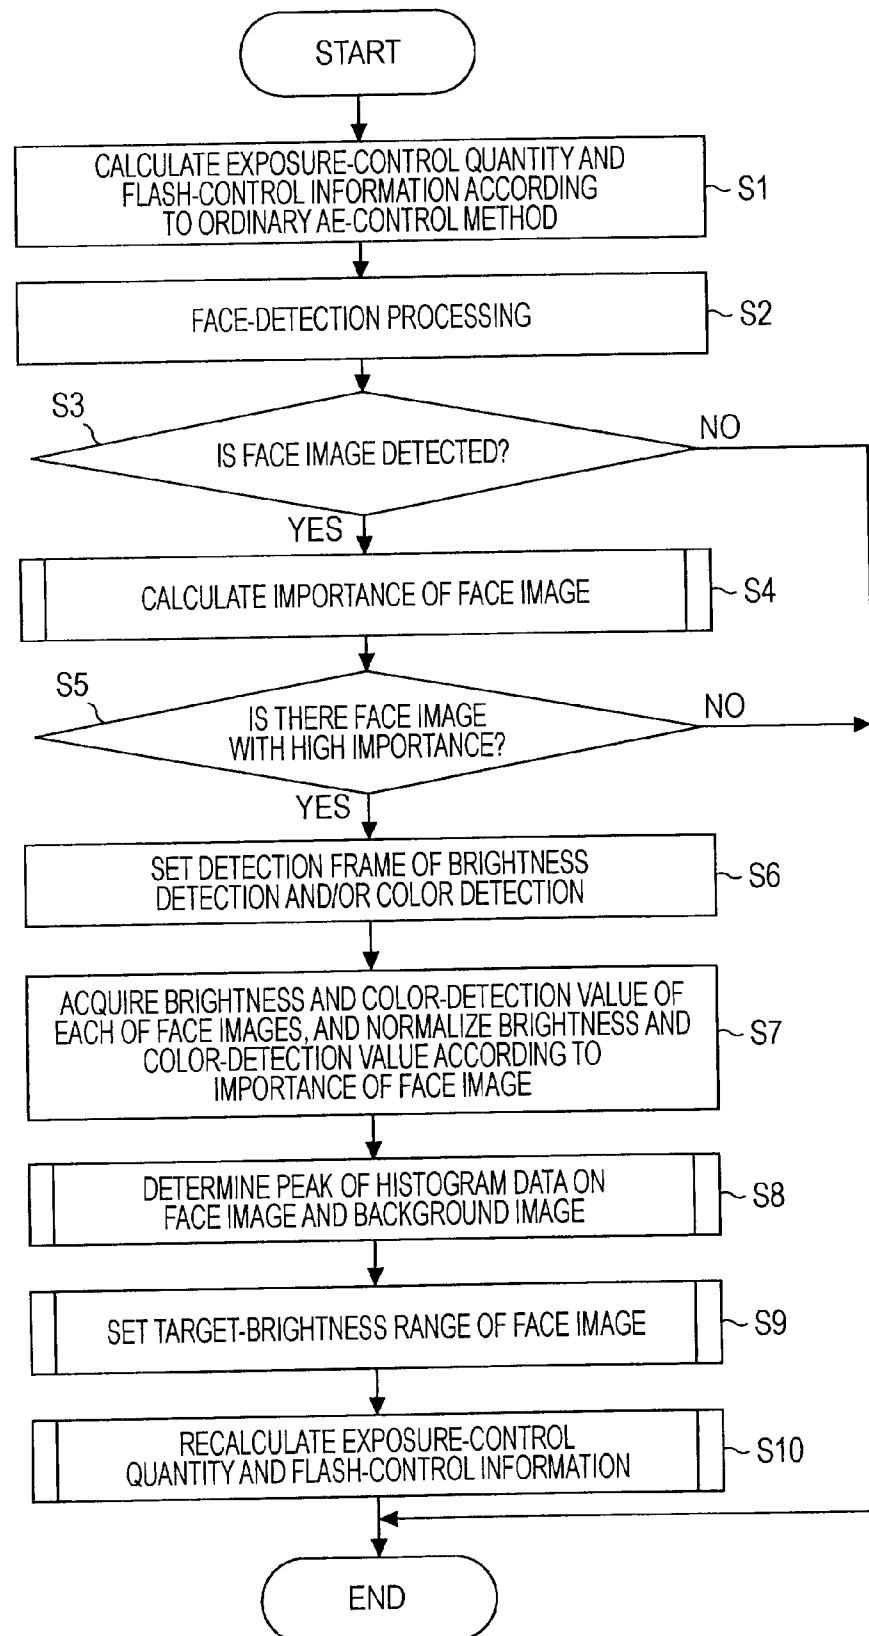 START
CALCULATE EXPOSURE-CONTROL QUANTITY AND
FLASH-CONTROL INFORMATION ACCORDING
TO ORDINARY AE-CONTROL METHOD
S1
FACE-DETECTION PROCESSING
S2
S3
IS FACE IMAGE DETECTED?
NO
YES
CALCULATE IMPORTANCE OF FACE IMAGE
S4
S5
IS THERE FACE IMAGE
WITH HIGH IMPORTANCE?
NO
YES
SET DETECTION FRAME OF BRIGHTNESS
DETECTION AND/OR COLOR DETECTION
S6
ACQUIRE BRIGHTNESS AND COLOR-DETECTION VALUE OF
EACH OF FACE IMAGES, AND NORMALIZE BRIGHTNESS AND
COLOR-DETECTION VALUE ACCORDING TO
IMPORTANCE OF FACE IMAGE
S7
DETERMINE PEAK OF HISTOGRAM DATA ON
FACE IMAGE AND BACKGROUND IMAGE
S8
SET TARGET-BRIGHTNESS RANGE OF FACE IMAGE
S9
RECALCULATE EXPOSURE-CONTROL
QUANTITY AND FLASH-CONTROL INFORMATION
S10
END